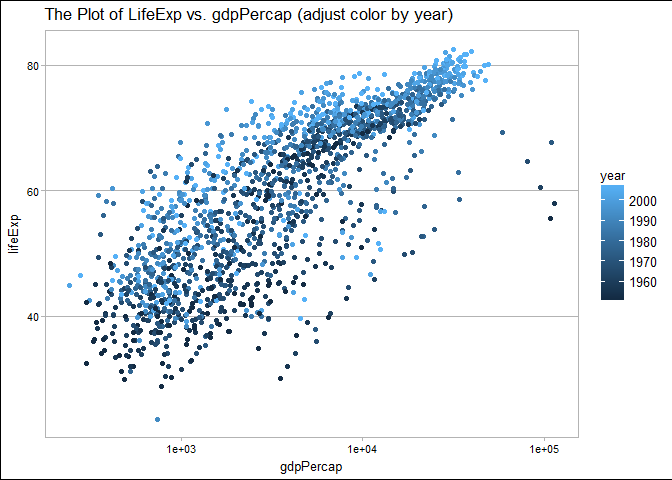 The Plot of LifeExp vs. gdpPercap (adjust color by year)
80
60
40
lifeExp
1e+03
1e+04
1e+05
gdpPercap
year
2000
1990
1980
1970
1960